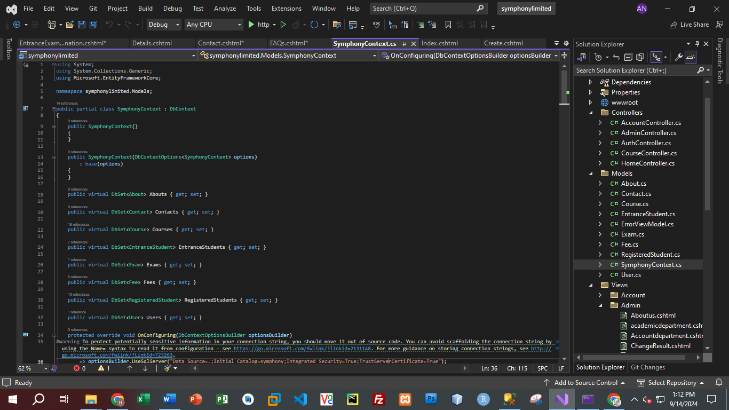 File Edit View Git Project Build Debug Test Analyze Tools Extensions Window Help Search (Ctrl+Q) symphonylimited AN
Debug Any CPU http Live Share
EntranceExam...nation.cshtml* Details.cshtml Contact.cshtml* FAQs.cshtml* SymphonyContext.cs Index.cshtml Create.cshtml
symphonylimited symphonylimited.Models.SymphonyContext OnConfiguring(DbContextOptionsBuilder optionsBuilder)
using System;
using System.Collections.Generic;
using Microsoft.EntityFrameworkCore;
namespace symphonylimited.Models;
public partial class SymphonyContext : DbContext
{
public SymphonyContext()
{
}
public SymphonyContext(DbContextOptions<SymphonyContext> options)
: base(options)
{
}
public virtual DbSet<About> Abouts { get; set; }
public virtual DbSet<Contact> Contacts { get; set; }
public virtual DbSet<Course> Courses { get; set; }
public virtual DbSet<EntranceStudent> EntranceStudents { get; set; }
public virtual DbSet<Exam> Exams { get; set; }
public virtual DbSet<Fee> Fees { get; set; }
public virtual DbSet<RegisteredStudent> RegisteredStudents { get; set; }
public virtual DbSet<User> Users { get; set; }
protected override void OnConfiguring(DbContextOptionsBuilder optionsBuilder)
#warning To protect potentially sensitive information in your connection string, you should move it out of source code. You can avoid scaffolding the connection string by
using the Name= syntax to read it from configuration - see https://go.microsoft.com/fwlink/?linkid=2131148. For more guidance on storing connection strings, see http://
go.microsoft.com/fwlink/?LinkId=723263.
=> optionsBuilder.UseSqlServer("Data Source=.;Initial Catalog=symphony;Integrated Security=True;TrustServerCertificate=True");
62 % 0 1 Ln: 36 Ch: 115 SPC LF
Solution Explorer
Search Solution Explorer (Ctrl+;)
Dependencies
Properties
wwwroot
Controllers
AccountController.cs
AdminController.cs
AuthController.cs
CourseController.cs
HomeController.cs
Models
About.cs
Contact.cs
Course.cs
EntranceStudent.cs
ErrorViewModel.cs
Exam.cs
Fee.cs
RegisteredStudent.cs
SymphonyContext.cs
User.cs
Views
Account
Admin
Aboutus.cshtml
academicdepartment.csh
Accountdepartment.csht
ChangeResult.cshtml
Solution Explorer Git Changes
Toolbox
Diagnostic Tools
Ready Add to Source Control Select Repository
1:12 PM
9/14/2024